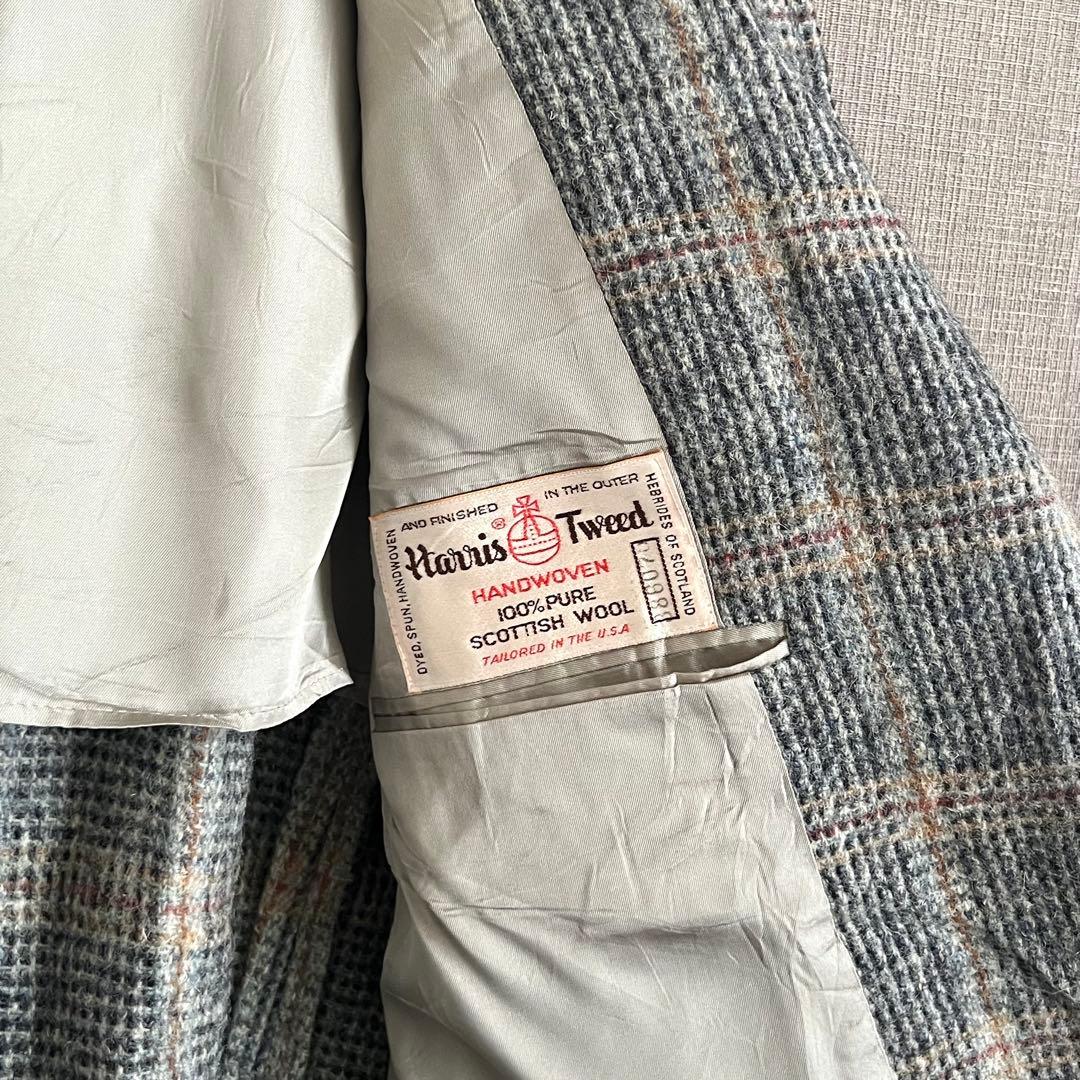 DYED, SPUN, HANDWOVEN AND FINISHED IN THE OUTER HEBRIDES OF SCOTLAND
Harris ® Tweed
HANDWOVEN
100% PURE
SCOTTISH WOOL
TAILORED IN THE U.S.A